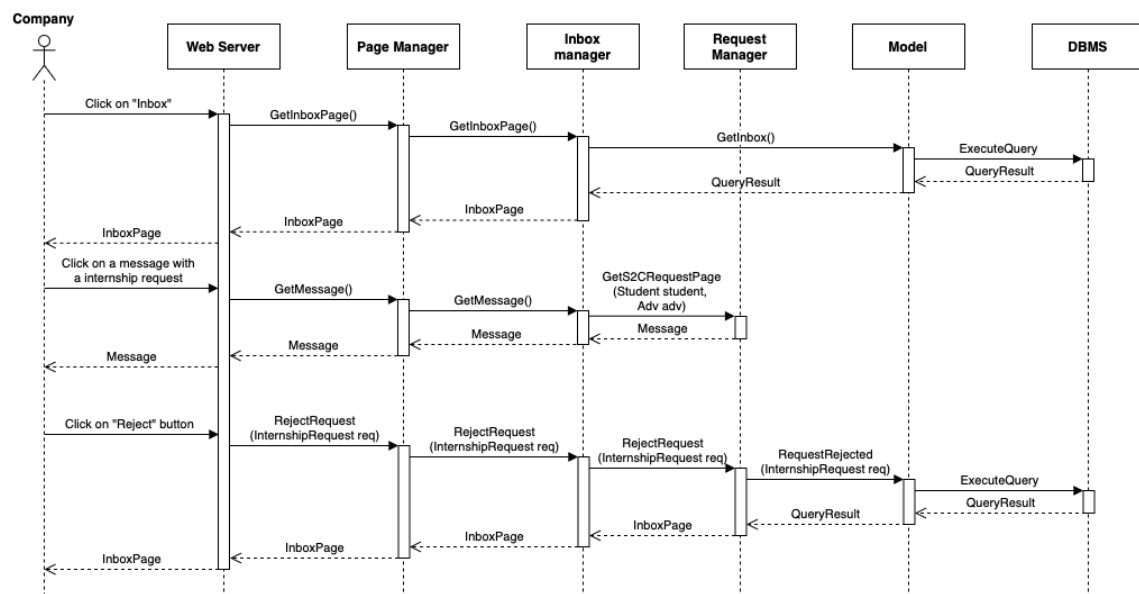 Company
Web Server
Page Manager
Inbox
manager
Request
Manager
Model
DBMS
Click on "Inbox"
GetInboxPage()
GetInboxPage()
GetInbox()
ExecuteQuery
QueryResult
QueryResult
InboxPage
InboxPage
InboxPage
Click on a message with
a internship request
GetMessage()
GetMessage()
GetS2CRequestPage
(Student student,
Adv adv)
Message
Message
Message
Message
Click on "Reject" button
RejectRequest
(InternshipRequest req)
RejectRequest
(InternshipRequest req)
RejectRequest
(InternshipRequest req)
RequestRejected
(InternshipRequest req)
ExecuteQuery
QueryResult
QueryResult
InboxPage
InboxPage
InboxPage
InboxPage